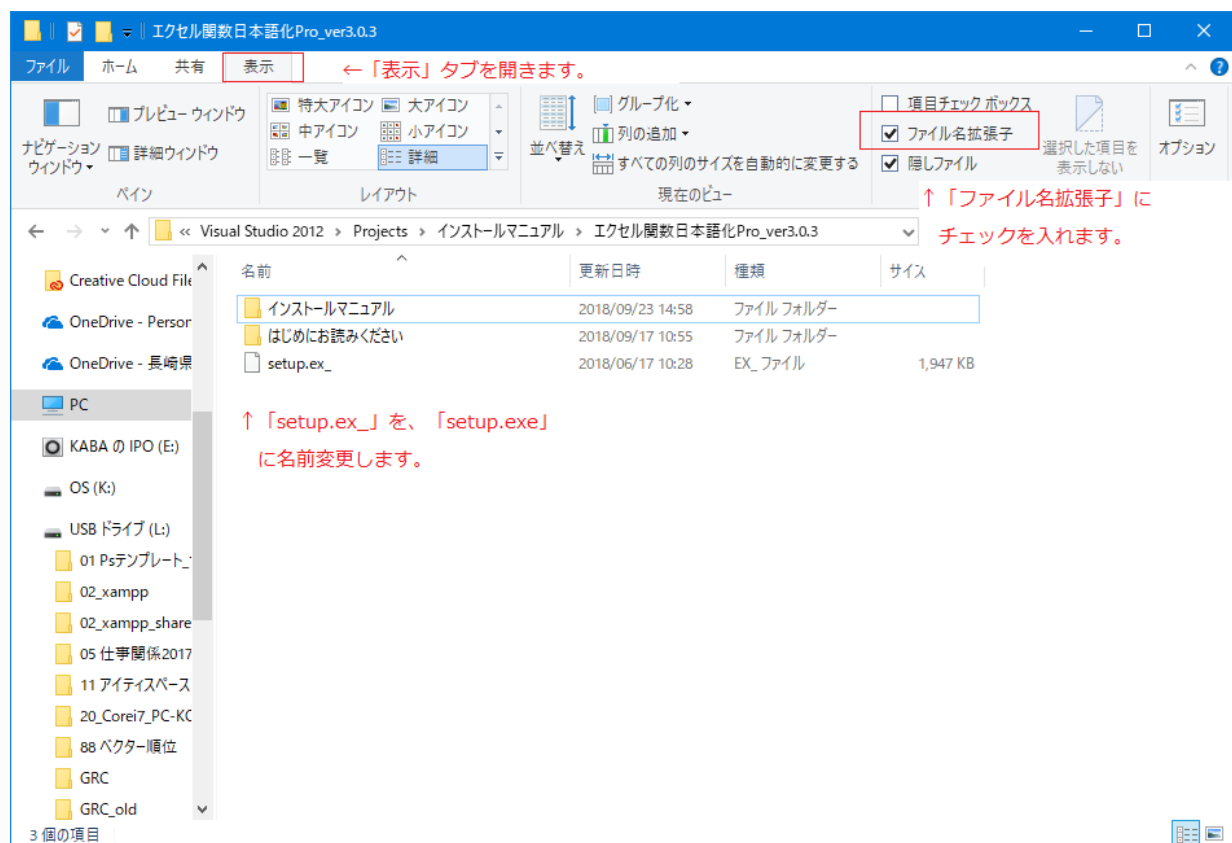 エクセル関数日本語化Pro_ver3.0.3
ファイル ホーム 共有 表示 ←「表示」タブを開きます。
ナビゲーション ウィンドウ
プレビュー ウィンドウ
詳細ウィンドウ
ペイン
特大アイコン 大アイコン
中アイコン 小アイコン
一覧 詳細
レイアウト
並べ替え
グループ化
列の追加
すべての列のサイズを自動的に変更する
現在のビュー
項目チェック ボックス
ファイル名拡張子
隠しファイル
選択した項目を
表示しない
オプション
↑「ファイル名拡張子」に
チェックを入れます。
« Visual Studio 2012 › Projects › インストールマニュアル › エクセル関数日本語化Pro_ver3.0.3
名前 更新日時 種類 サイズ
インストールマニュアル 2018/09/23 14:58 ファイル フォルダー
はじめにお読みください 2018/09/17 10:55 ファイル フォルダー
setup.ex_ 2018/06/17 10:28 EX_ ファイル 1,947 KB
↑「setup.ex_」を、「setup.exe」
に名前変更します。
Creative Cloud File
OneDrive - Person
OneDrive - 長崎県
PC
KABA の IPO (E:)
OS (K:)
USB ドライブ (L:)
01 Psテンプレート_
02_xampp
02_xampp_share
05 仕事関係2017
11 アイティスペース
20_Corei7_PC-KC
88 ベクター順位
GRC
GRC_old
3 個の項目